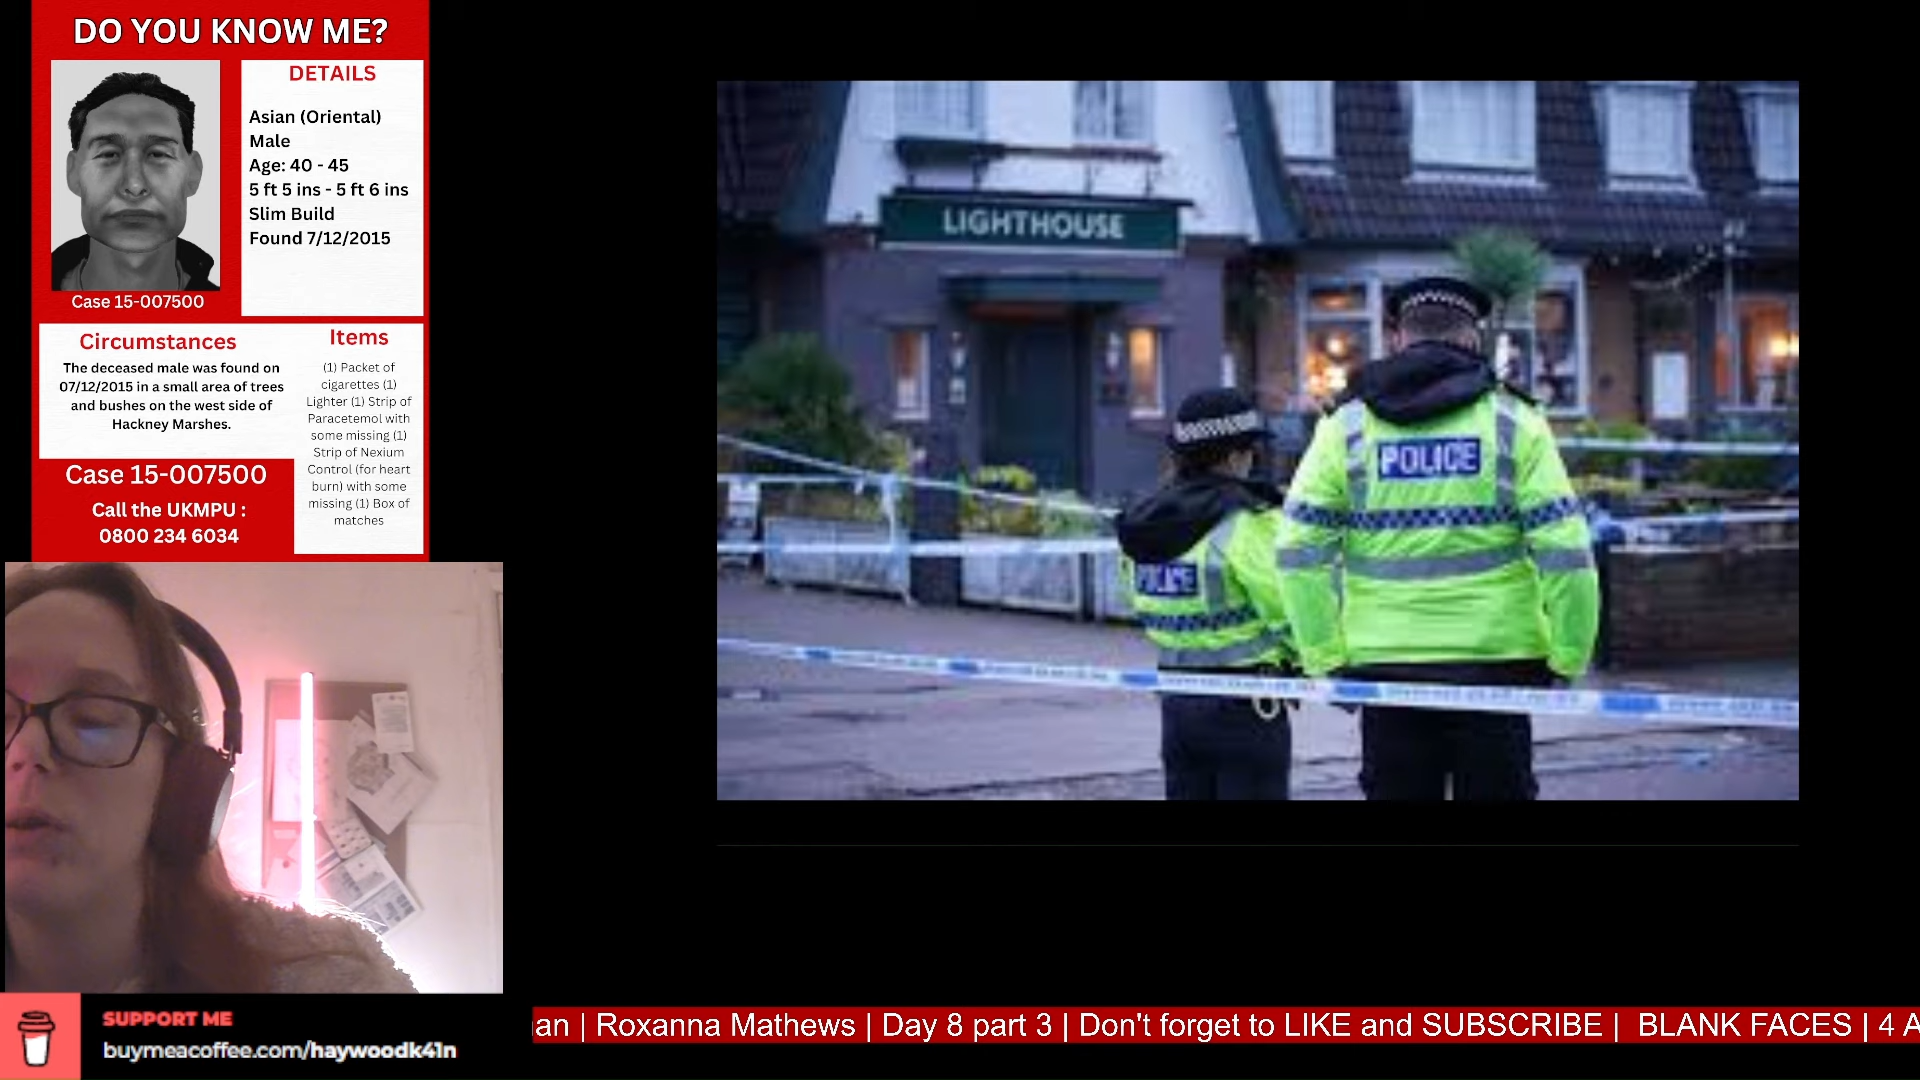 DO YOU KNOW ME?
DETAILS
Asian (Oriental)
Male
Age: 40 - 45
5 ft 5 ins - 5 ft 6 ins
Slim Build
Found 7/12/2015
Case 15-007500
Circumstances
The deceased male was found on
07/12/2015 in a small area of trees
and bushes on the west side of
Hackney Marshes.
Items
(1) Packet of
cigarettes (1)
Lighter (1) Strip of
Paracetemol with
some missing (1)
Strip of Nexium
Control (for heart
burn) with some
missing (1) Box of
matches
Case 15-007500
Call the UKMPU :
0800 234 6034
LIGHTHOUSE
POLICE
POLICE
SUPPORT ME
buymeacoffee.com/haywoodk41n
an | Roxanna Mathews | Day 8 part 3 | Don't forget to LIKE and SUBSCRIBE | BLANK FACES | 4 A